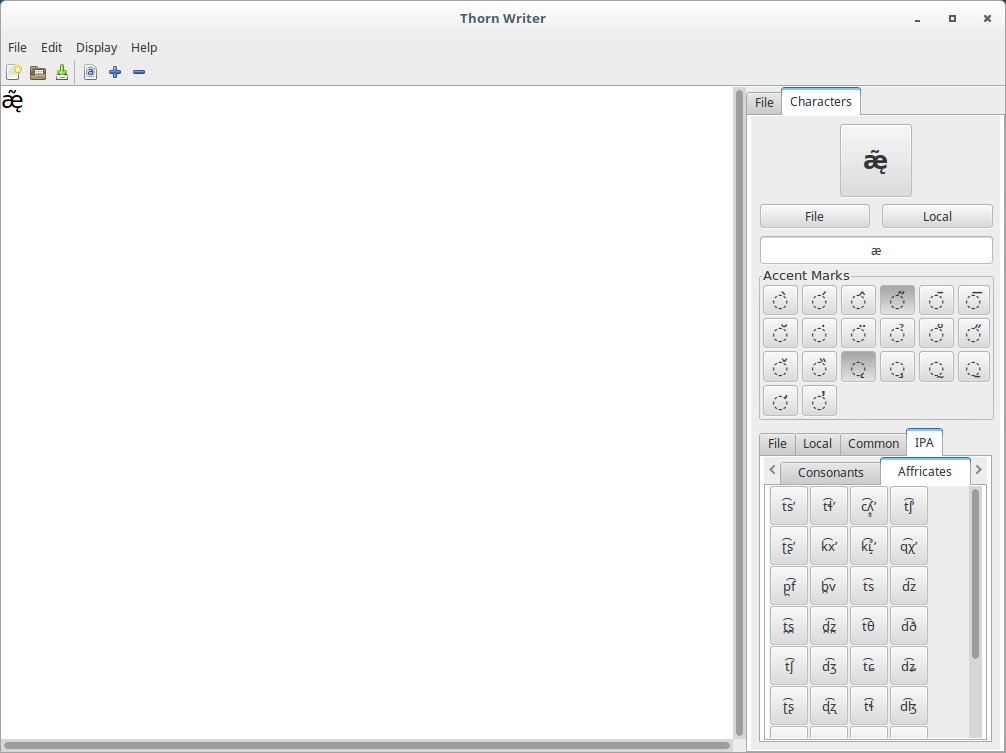 Thorn Writer
File Edit Display Help
æ̨̃
File Characters
æ̨̃
File Local
æ
Accent Marks
◌̀ ◌́ ◌̂ ◌̃ ◌̄ ◌̅
◌̆ ◌̇ ◌̈ ◌̉ ◌̊ ◌̋
◌̌ ◌̏ ◌̨
File Local Common IPA
Consonants Affricates
t͡sʼ t͡ɬʼ t͡ʃʼ
ʈ͡ʂʼ k͡xʼ q͡χʼ
p̪͡f b̪͡v t͡s d͡z
t̪͡s̪ d̪͡z̪ t͡θ d͡ð
t͡ʃ d͡ʒ t͡ɕ d͡ʑ
ʈ͡ʂ ɖ͡ʐ t͡ɬ d͡ɮ